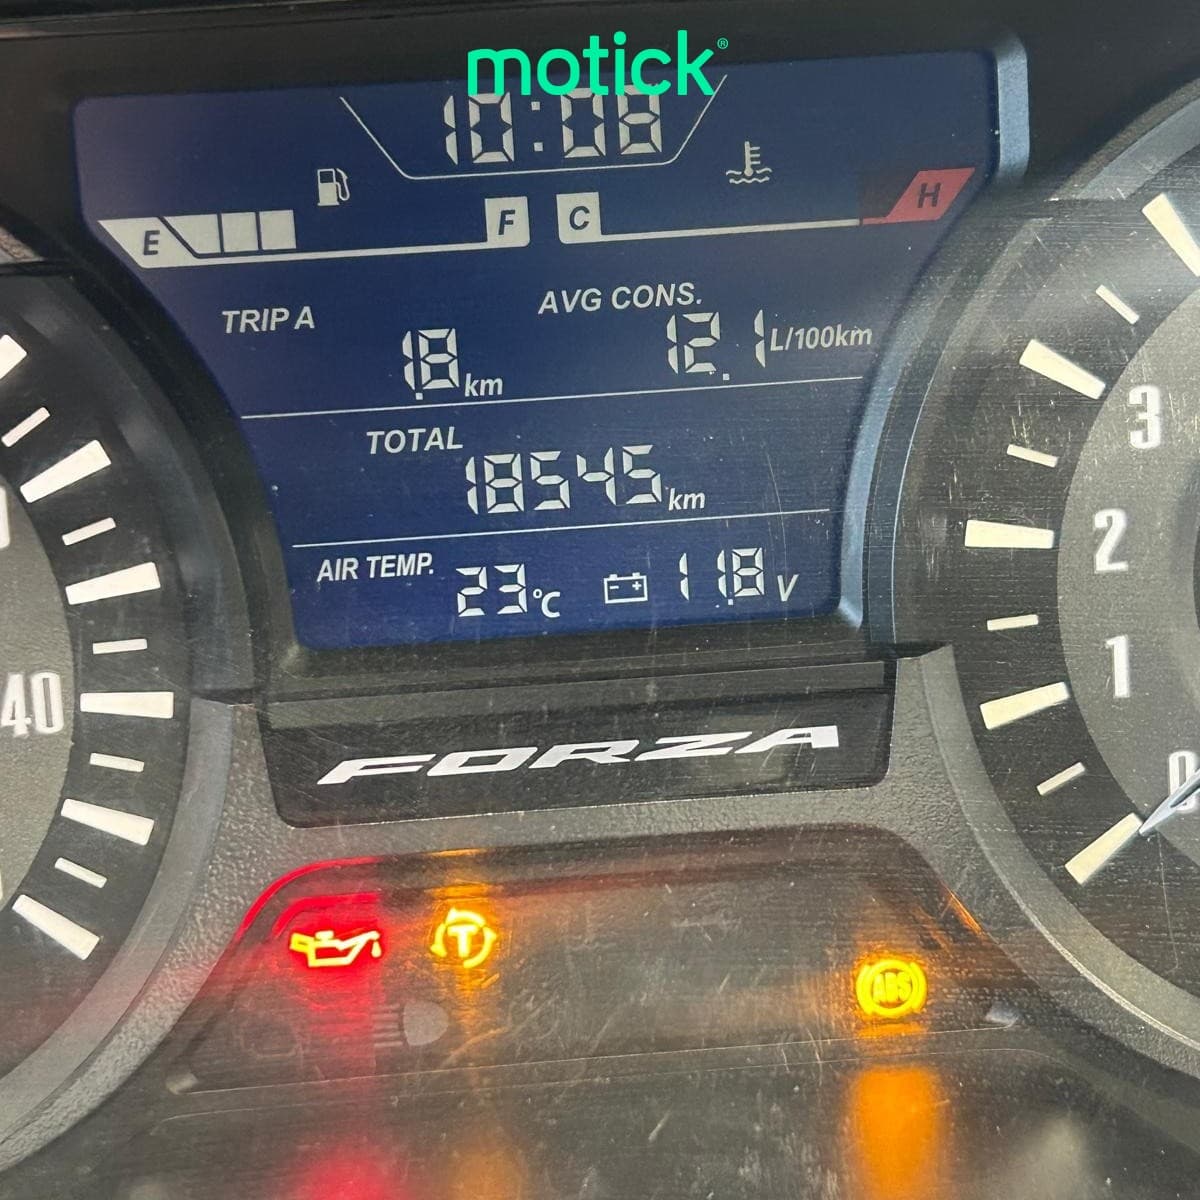 motick®
10:08
E F C H
TRIP A
1.8 km
AVG CONS.
12.1 L/100km
TOTAL
18545 km
AIR TEMP. 23°C 11.8 V
FORZA
T
ABS
40
3
2
1
0